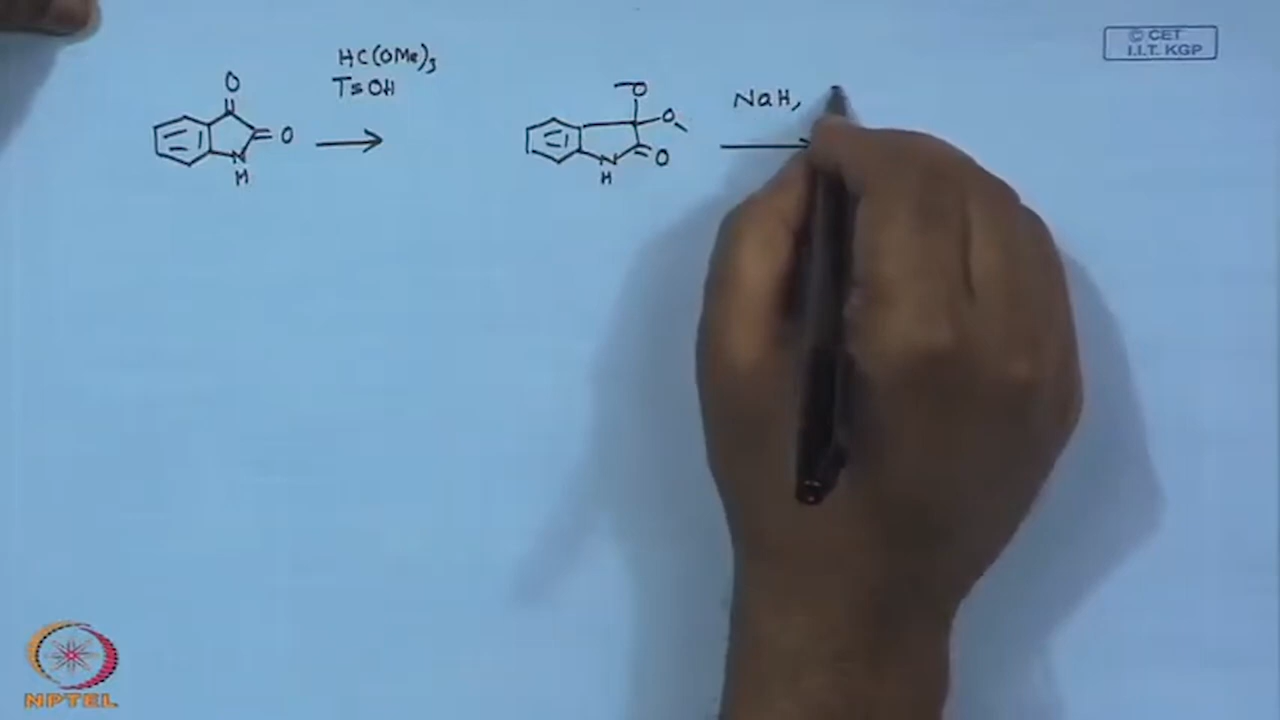 © CET
I.I.T. KGP
HC(OMe)3
TsOH
O
O
N
H
O
O
O
N
H
NaH,
NPTEL